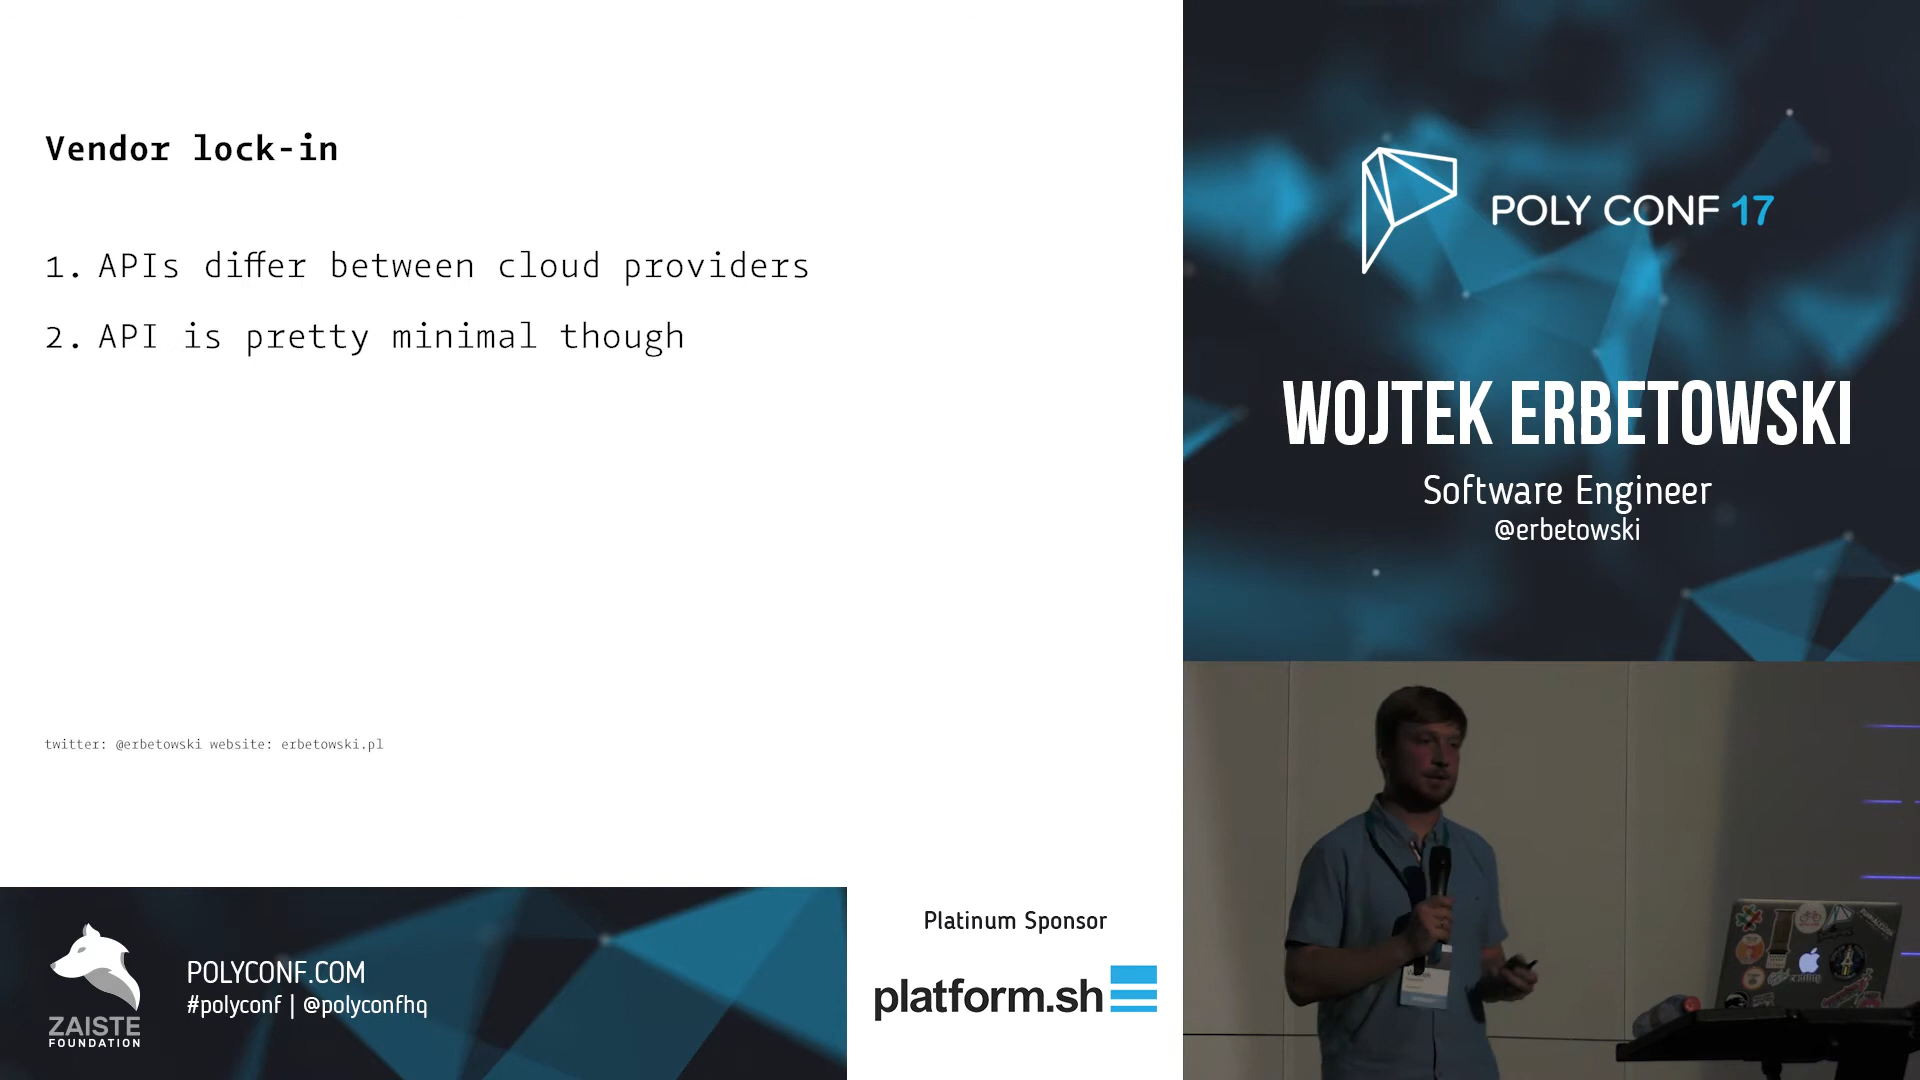 Vendor lock-in
1. APIs differ between cloud providers
2. API is pretty minimal though
twitter: @erbetowski website: erbetowski.pl
POLY CONF 17
WOJTEK ERBETOWSKI
Software Engineer
@erbetowski
POLYCONF.COM
#polyconf | @polyconfhq
ZAISTE
FOUNDATION
Platinum Sponsor
platform.sh